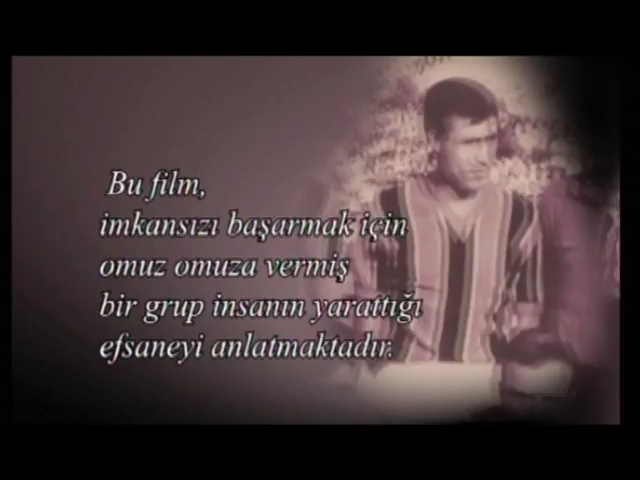 Bu film,
imkansızı başarmak için
omuz omuza vermiş
bir grup insanın yarattığı
efsaneyi anlatmaktadır.